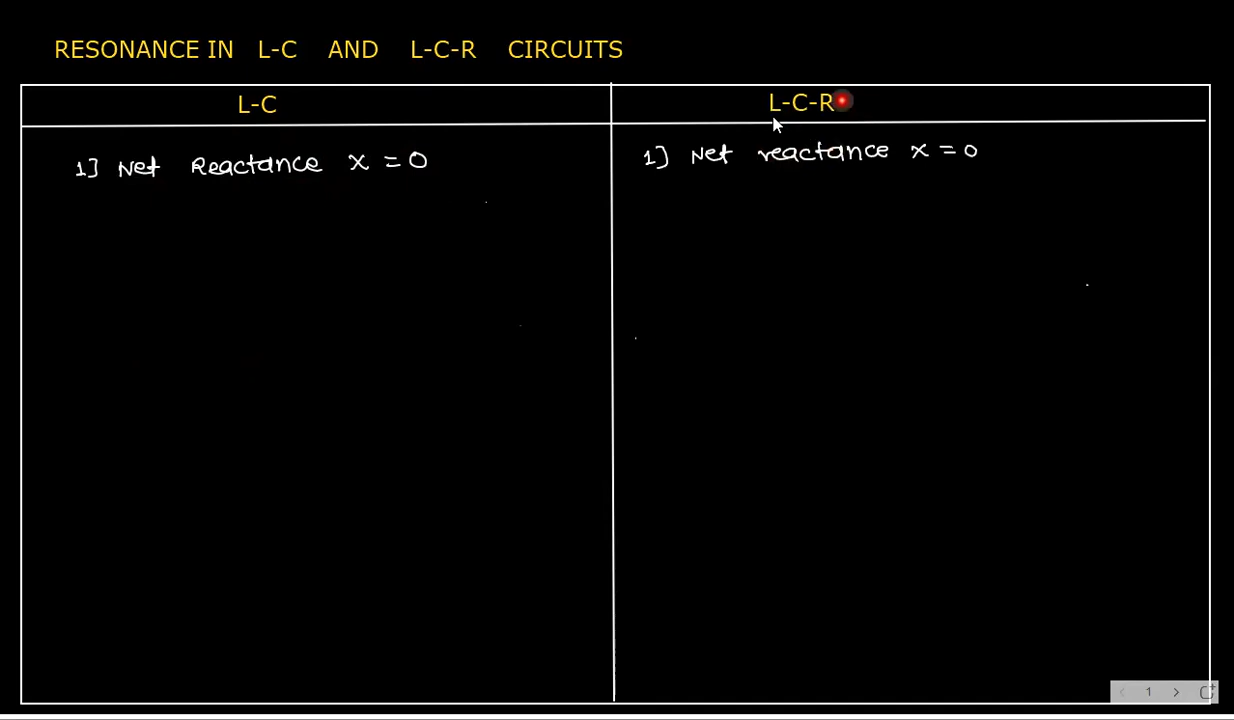 RESONANCE IN L-C AND L-C-R CIRCUITS
L-C
L-C-R
1] Net Reactance x = 0
1] Net reactance x = 0
1